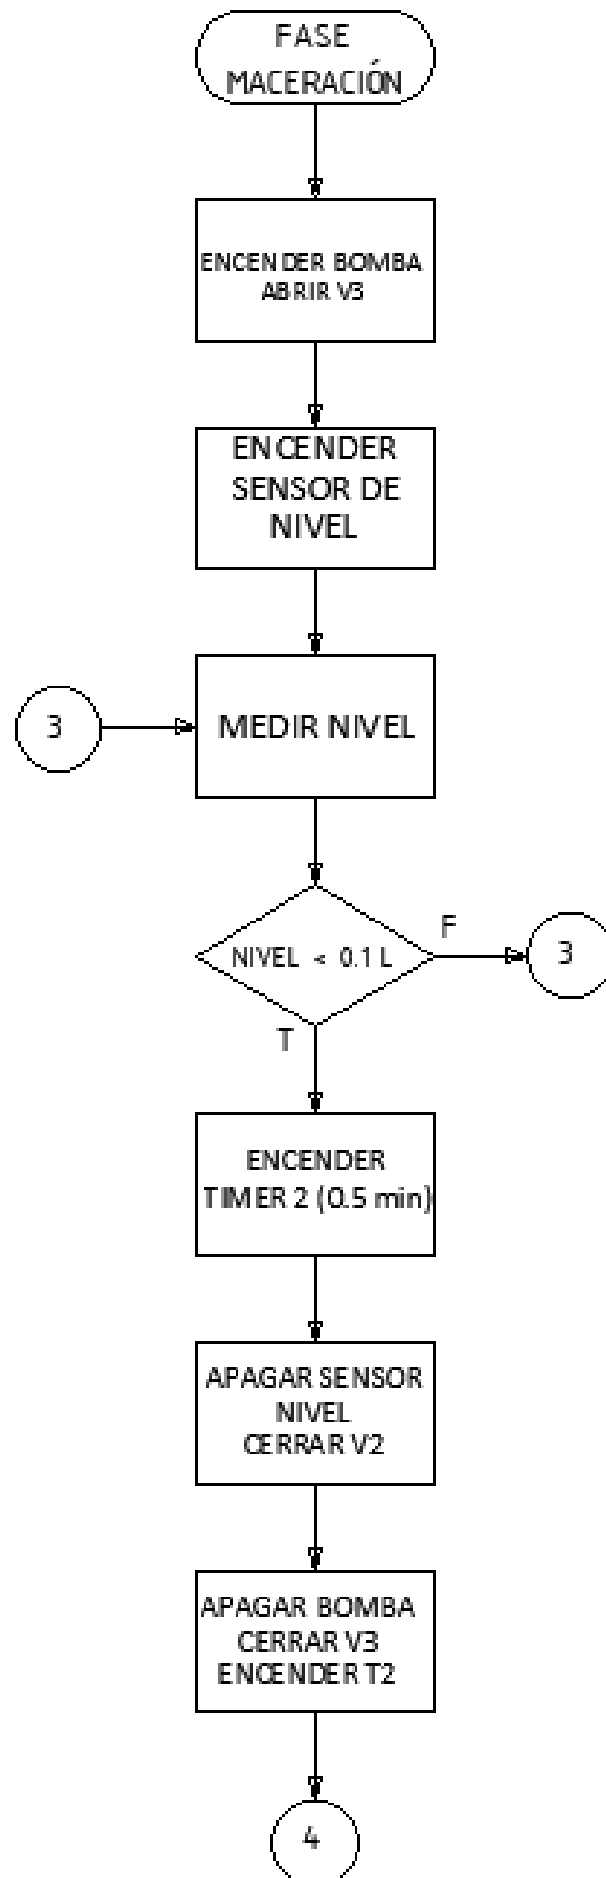 FASE
MACERACIÓN
ENCENDER BOMBA
ABRIR V3
ENCENDER
SENSOR DE
NIVEL
3
MEDIR NIVEL
NIVEL < 0.1 L
F
3
T
ENCENDER
TIMER 2 (0.5 min)
APAGAR SENSOR
NIVEL
CERRAR V2
APAGAR BOMBA
CERRAR V3
ENCENDER T2
4